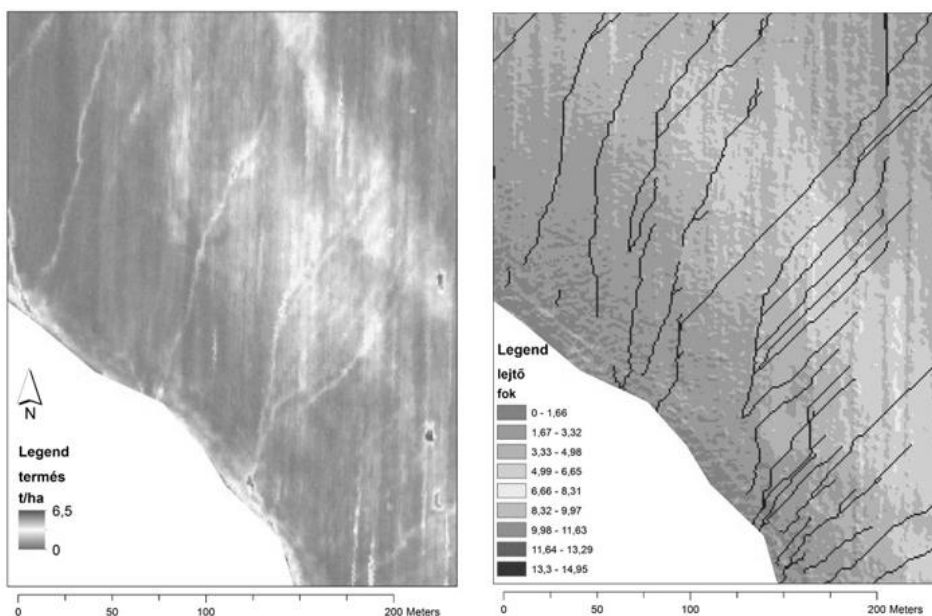 N
Legend
termés
t/ha
6,5
0
0 50 100 200 Meters
Legend
lejtő
fok
0 - 1,66
1,67 - 3,32
3,33 - 4,98
4,99 - 6,65
6,66 - 8,31
8,32 - 9,97
9,98 - 11,63
11,64 - 13,29
13,3 - 14,95
0 50 100 200 Meters